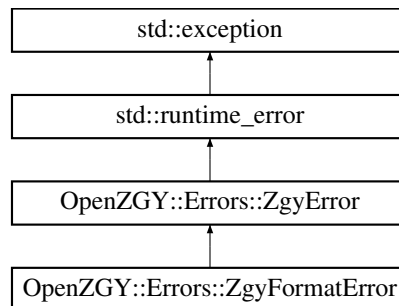 std::exception
std::runtime_error
OpenZGY::Errors::ZgyError
OpenZGY::Errors::ZgyFormatError